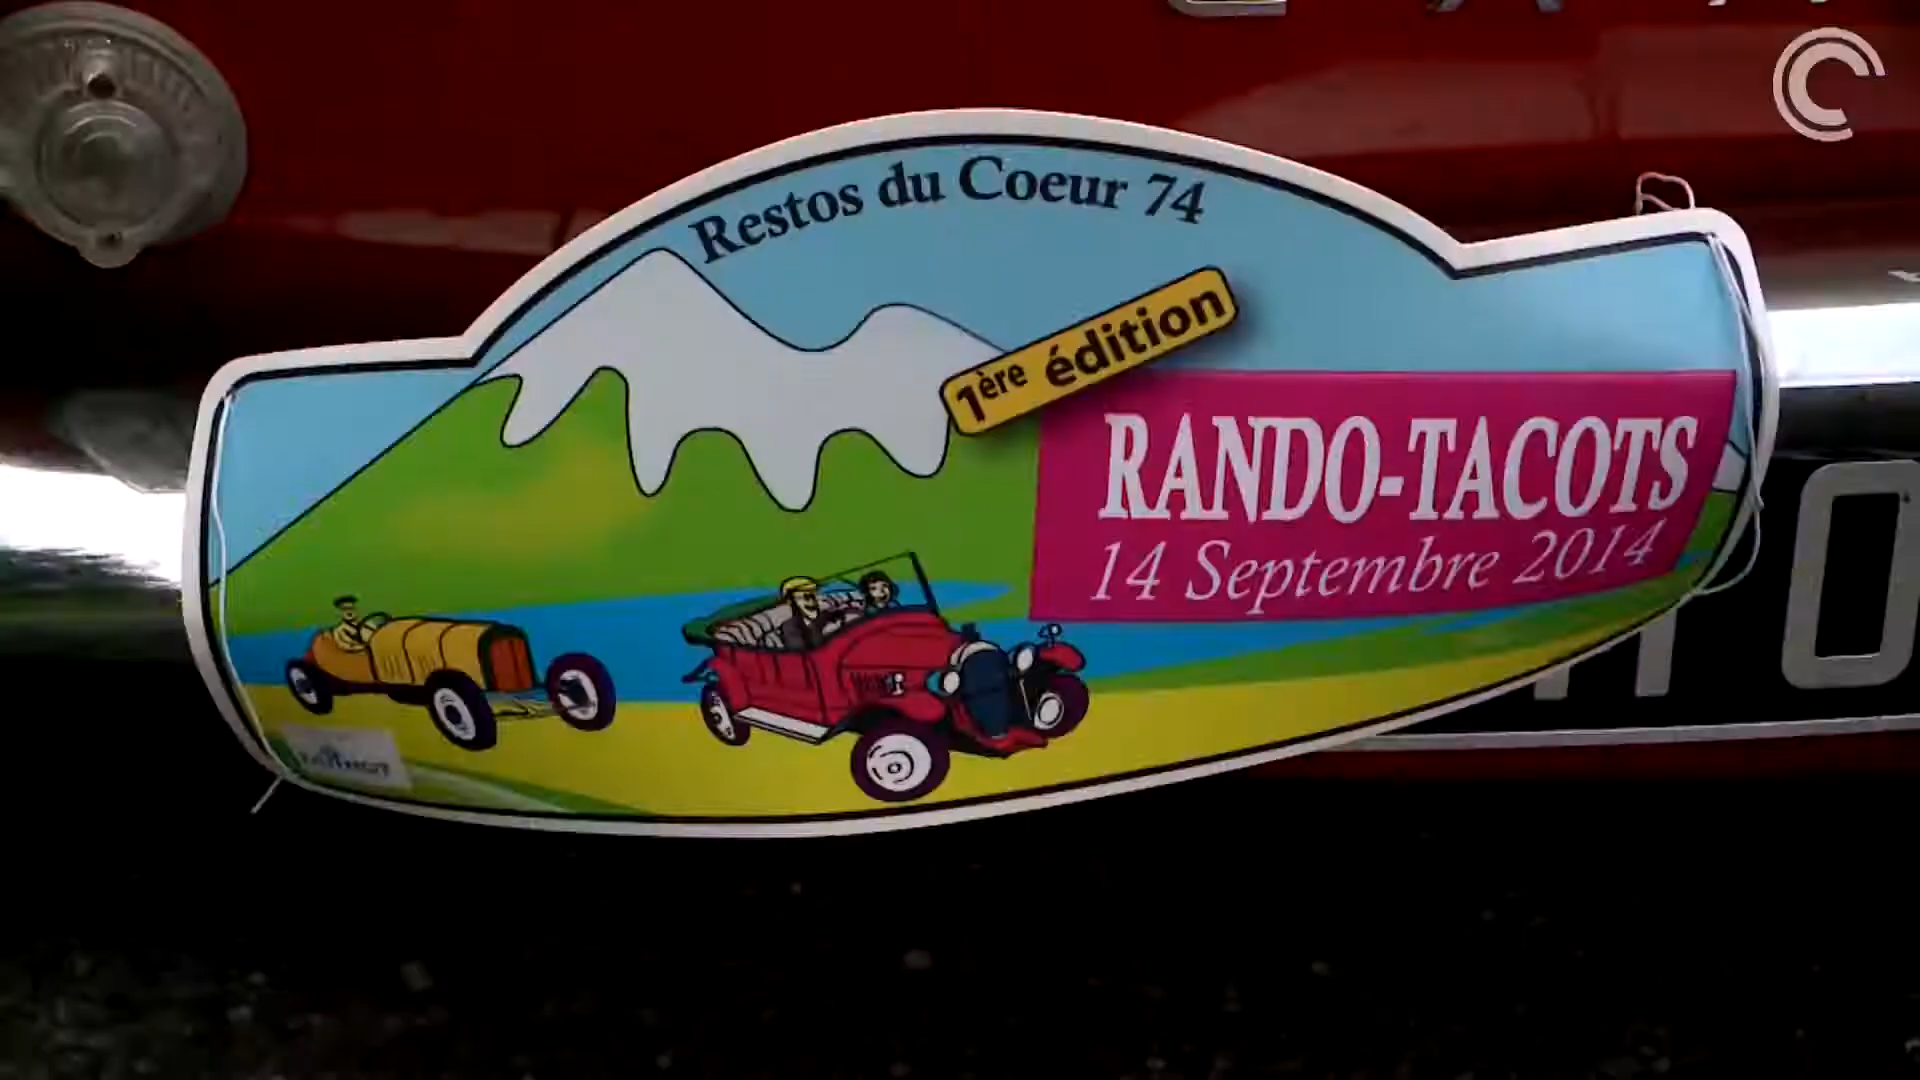 Restos du Coeur 74
1ère édition
RANDO-TACOTS
14 Septembre 2014